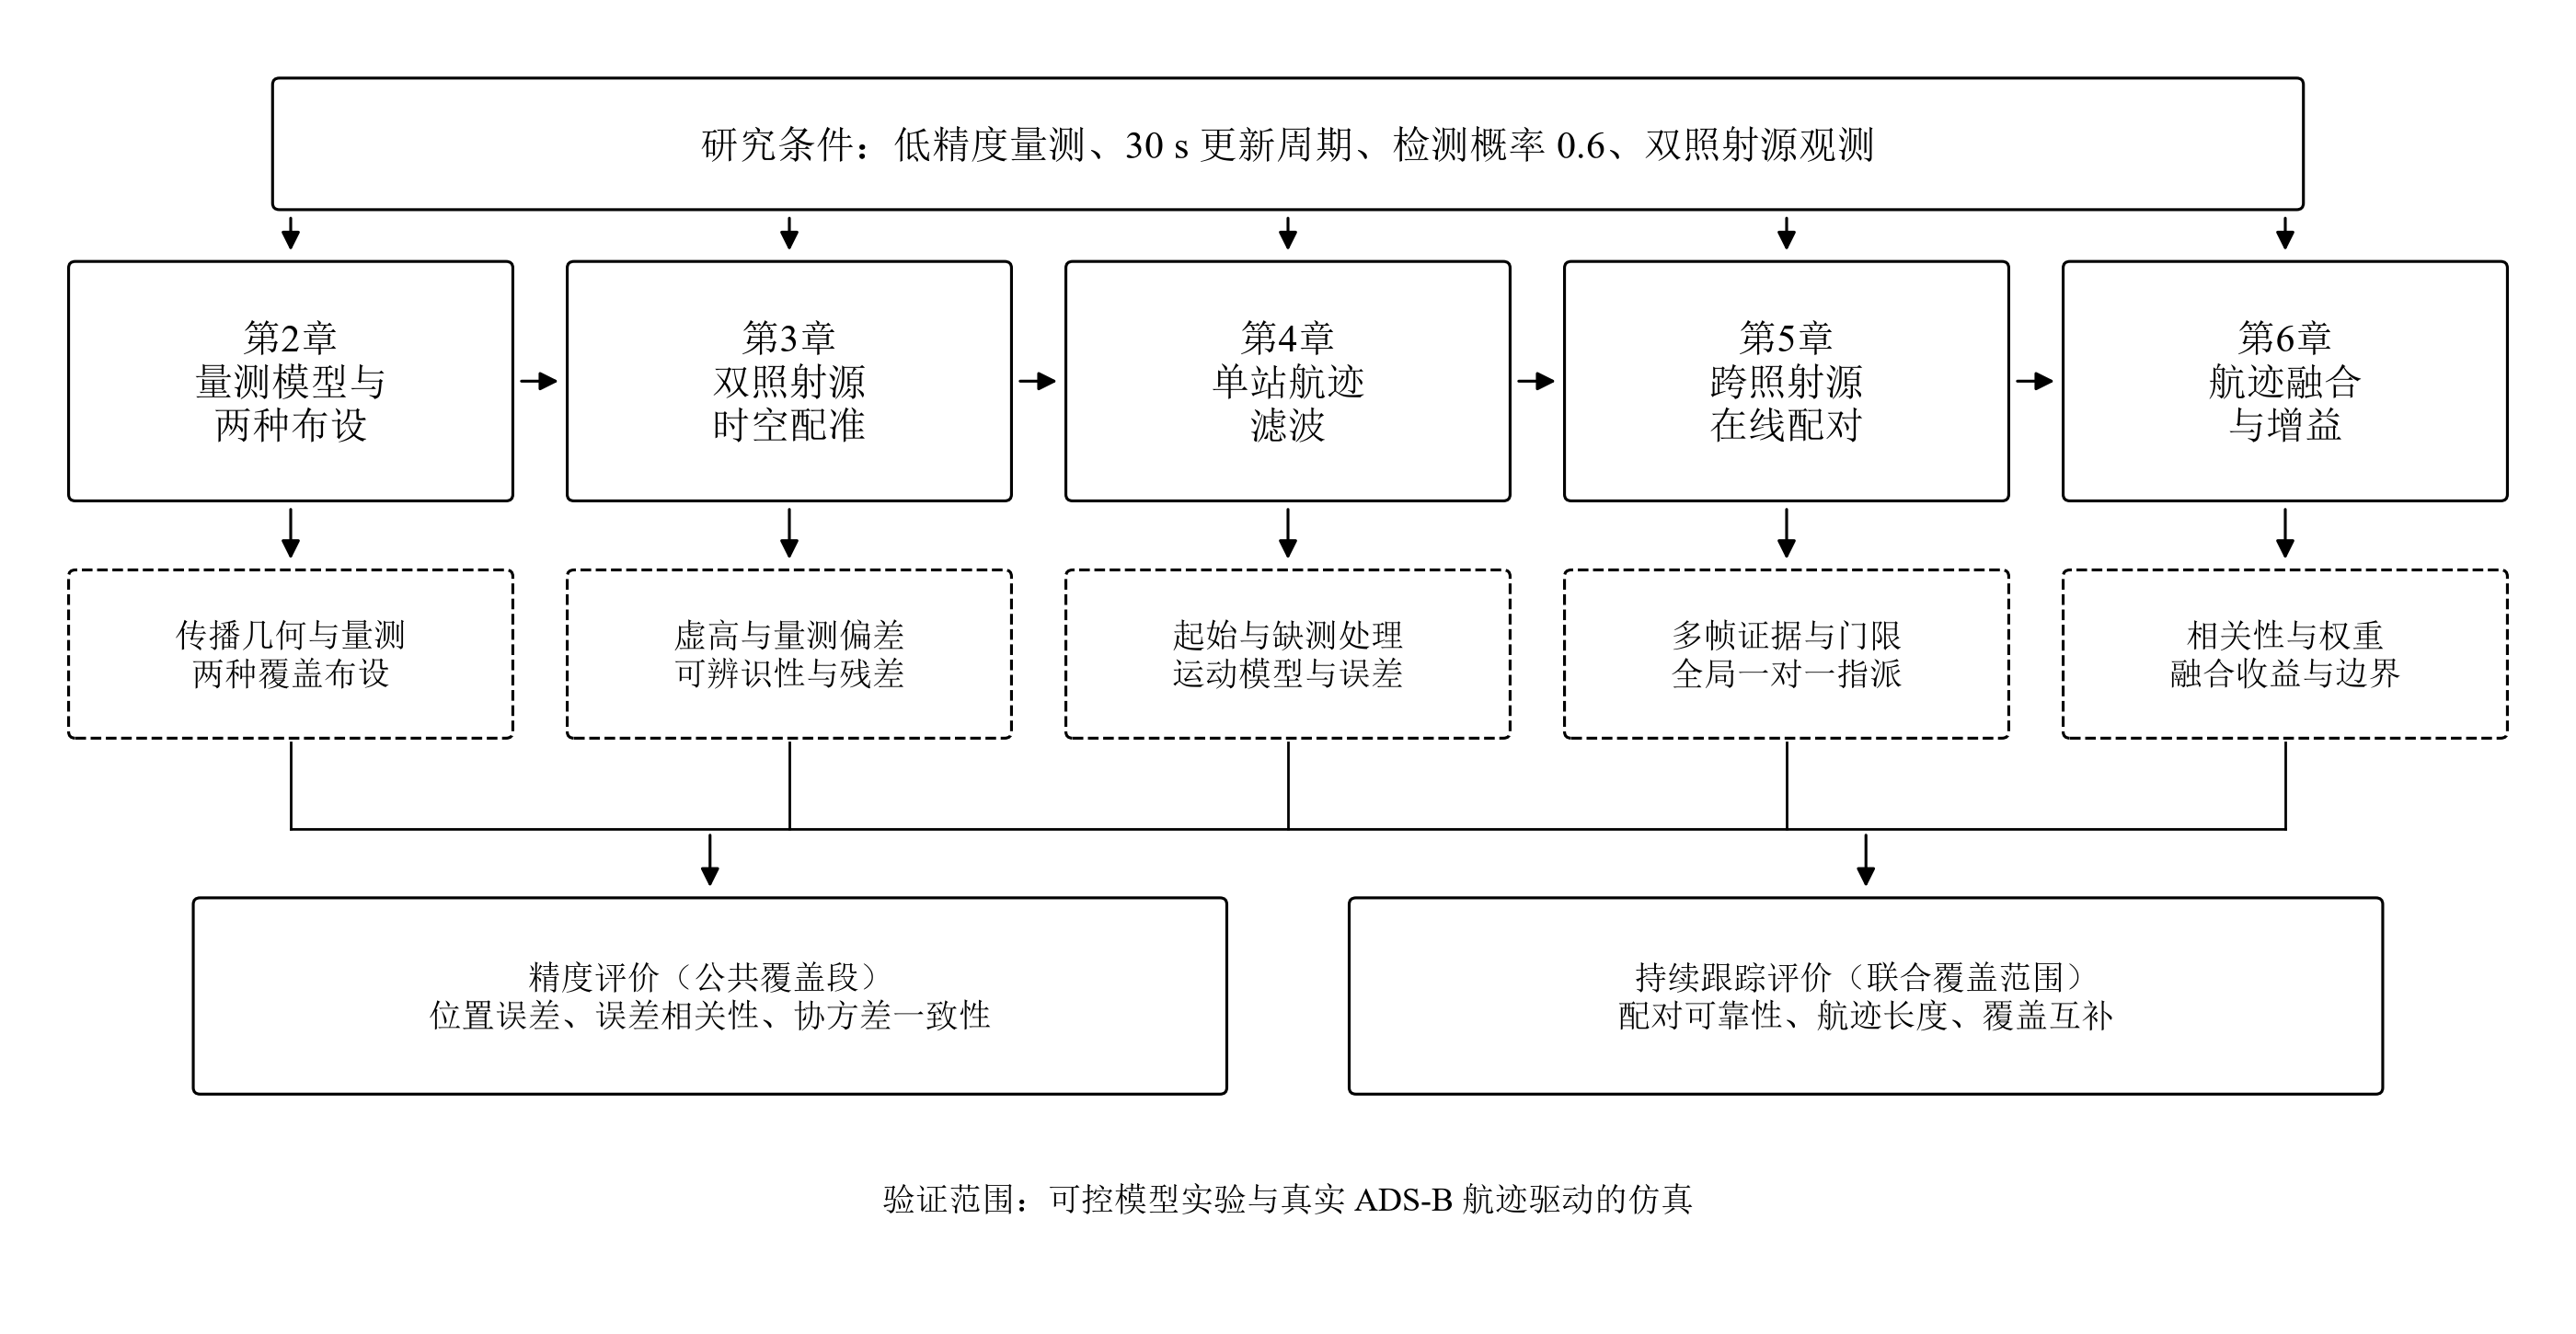 研究条件：低精度量测、30 s 更新周期、检测概率 0.6、双照射源观测
第2章
量测模型与
两种布设
第3章
双照射源
时空配准
第4章
单站航迹
滤波
第5章
跨照射源
在线配对
第6章
航迹融合
与增益
传播几何与量测
两种覆盖布设
虚高与量测偏差
可辨识性与残差
起始与缺测处理
运动模型与误差
多帧证据与门限
全局一对一指派
相关性与权重
融合收益与边界
精度评价（公共覆盖段）
位置误差、误差相关性、协方差一致性
持续跟踪评价（联合覆盖范围）
配对可靠性、航迹长度、覆盖互补
验证范围：可控模型实验与真实 ADS-B 航迹驱动的仿真